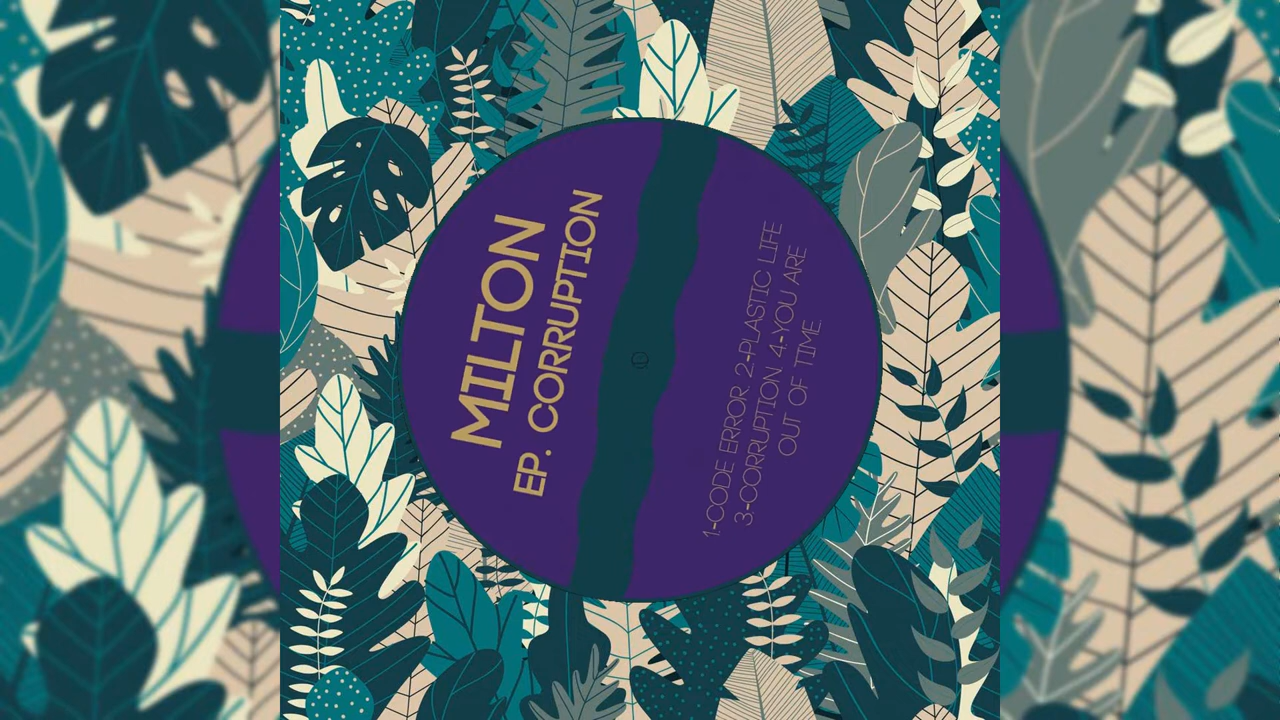 MILTON
EP. CORRUPTION
1-CODE ERROR 2-PLASTIC LIFE
3-CORRUPTION 4-YOU ARE
OUT OF TIME